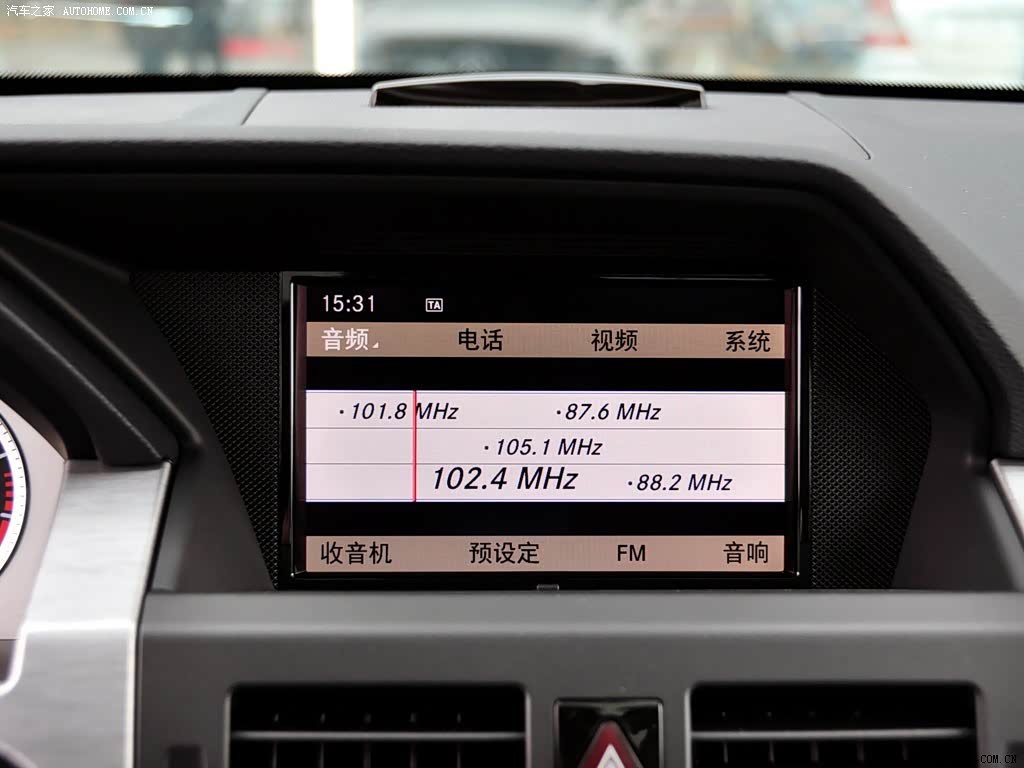 汽车之家 AUTOHOME.COM.CN
15:31 TA
音频 电话 视频 系统
·101.8 MHz ·87.6 MHz
·105.1 MHz
102.4 MHz ·88.2 MHz
收音机 预设定 FM 音响
COM.CN